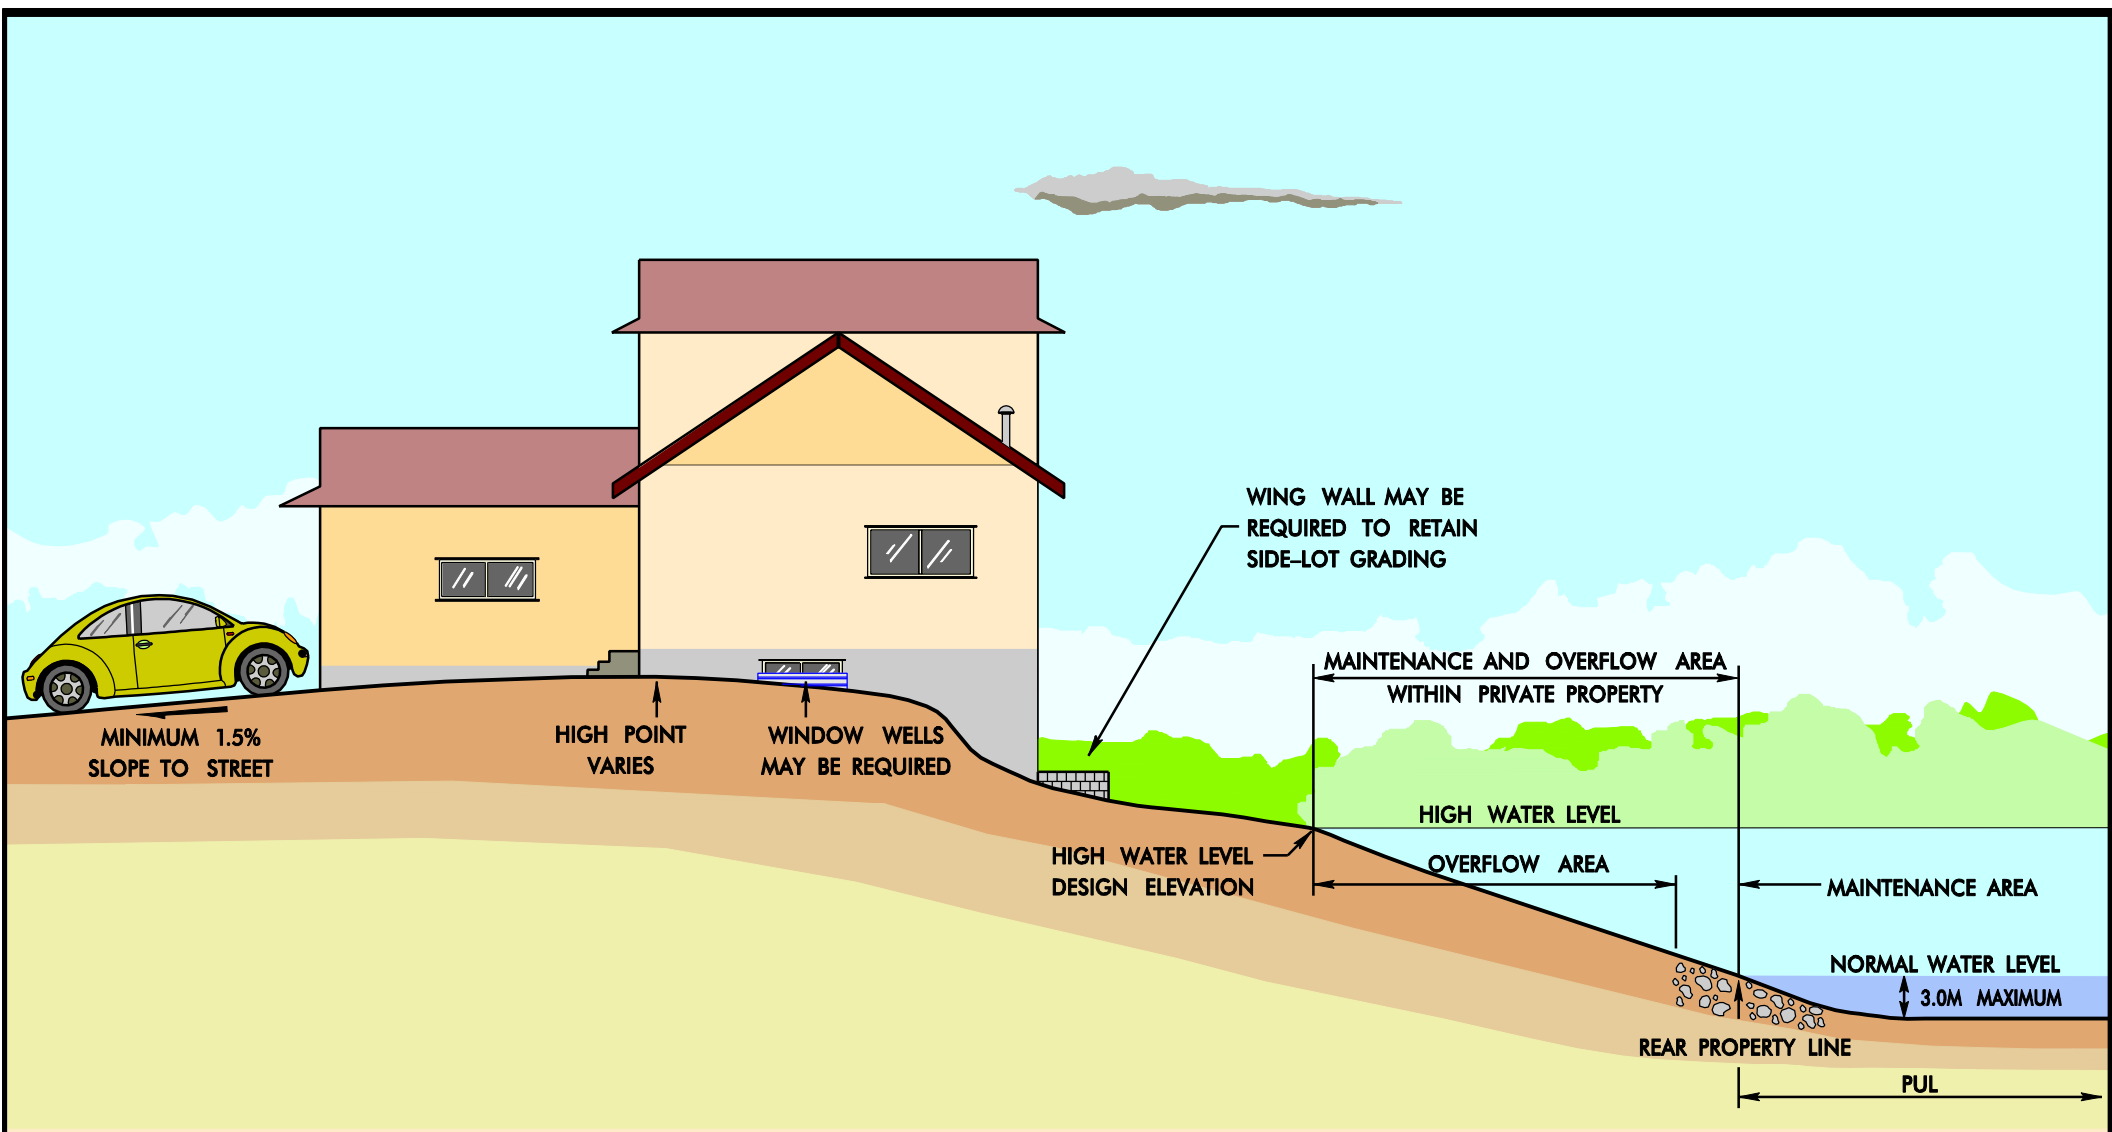 WING WALL MAY BE
REQUIRED TO RETAIN
SIDE–LOT GRADING
MAINTENANCE AND OVERFLOW AREA
WITHIN PRIVATE PROPERTY
MINIMUM 1.5%
SLOPE TO STREET
HIGH POINT
VARIES
WINDOW WELLS
MAY BE REQUIRED
HIGH WATER LEVEL
HIGH WATER LEVEL
DESIGN ELEVATION
OVERFLOW AREA
MAINTENANCE AREA
NORMAL WATER LEVEL
3.0M MAXIMUM
REAR PROPERTY LINE
PUL